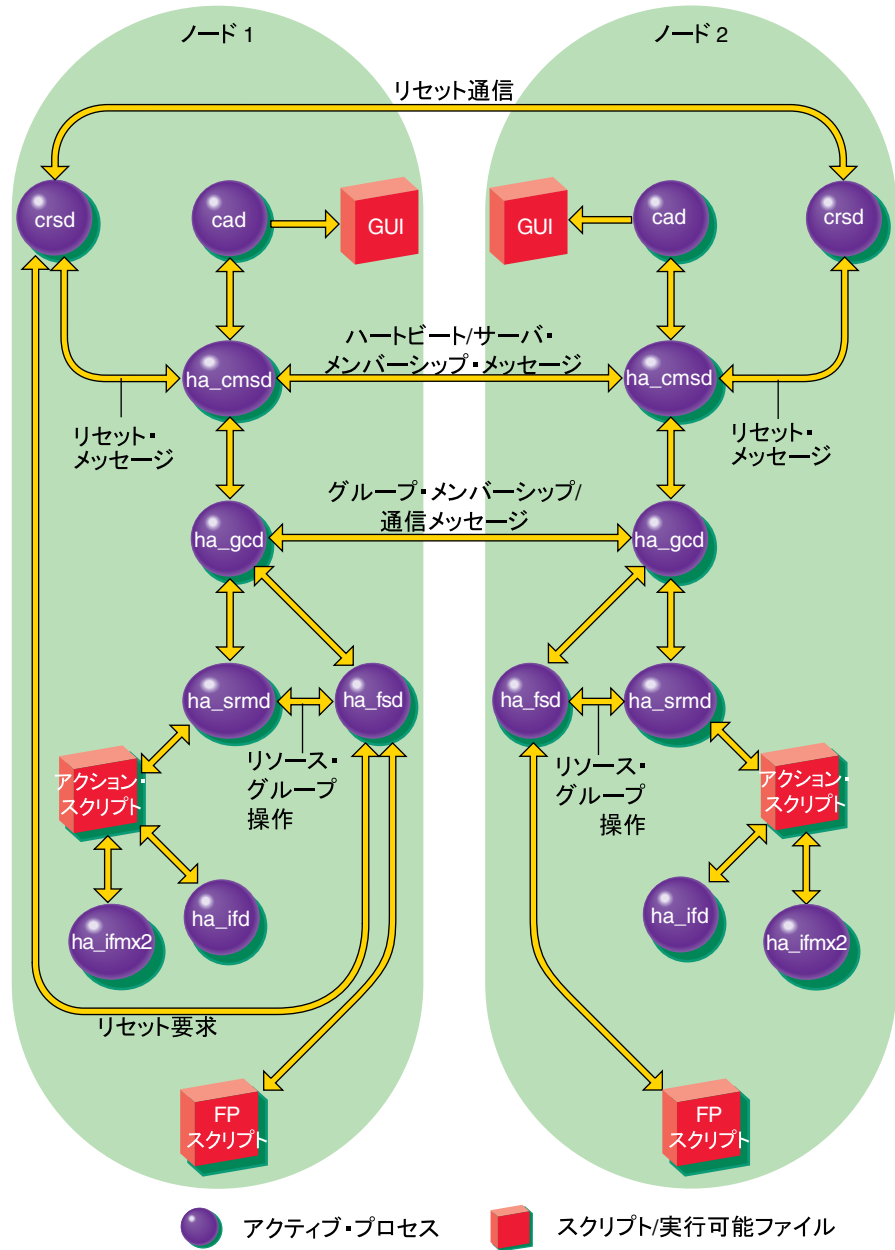 ノード 1
ノード 2
リセット通信
crsd
cad
GUI
GUI
cad
crsd
ハートビート/サーバ・
メンバーシップ・メッセージ
ha_cmsd
ha_cmsd
リセット・
メッセージ
リセット・
メッセージ
グループ・メンバーシップ/
通信メッセージ
ha_gcd
ha_gcd
ha_srmd
ha_fsd
ha_fsd
ha_srmd
リソース・
グループ
操作
リソース・
グループ
操作
アクション・
スクリプト
アクション・
スクリプト
ha_ifmx2
ha_ifd
ha_ifd
ha_ifmx2
リセット要求
FP
スクリプト
FP
スクリプト
アクティブ・プロセス
スクリプト/実行可能ファイル